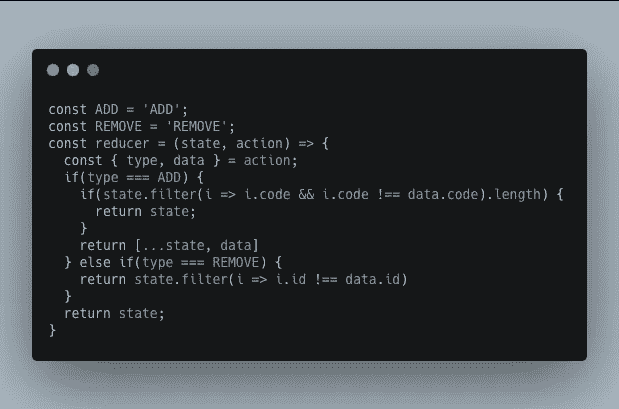 const ADD = 'ADD';
const REMOVE = 'REMOVE';
const reducer = (state, action) => {
  const { type, data } = action;
  if(type === ADD) {
    if(state.filter(i => i.code && i.code !== data.code).length) {
      return state;
    }
    return [...state, data]
  } else if(type === REMOVE) {
    return state.filter(i => i.id !== data.id)
  }
  return state;
}